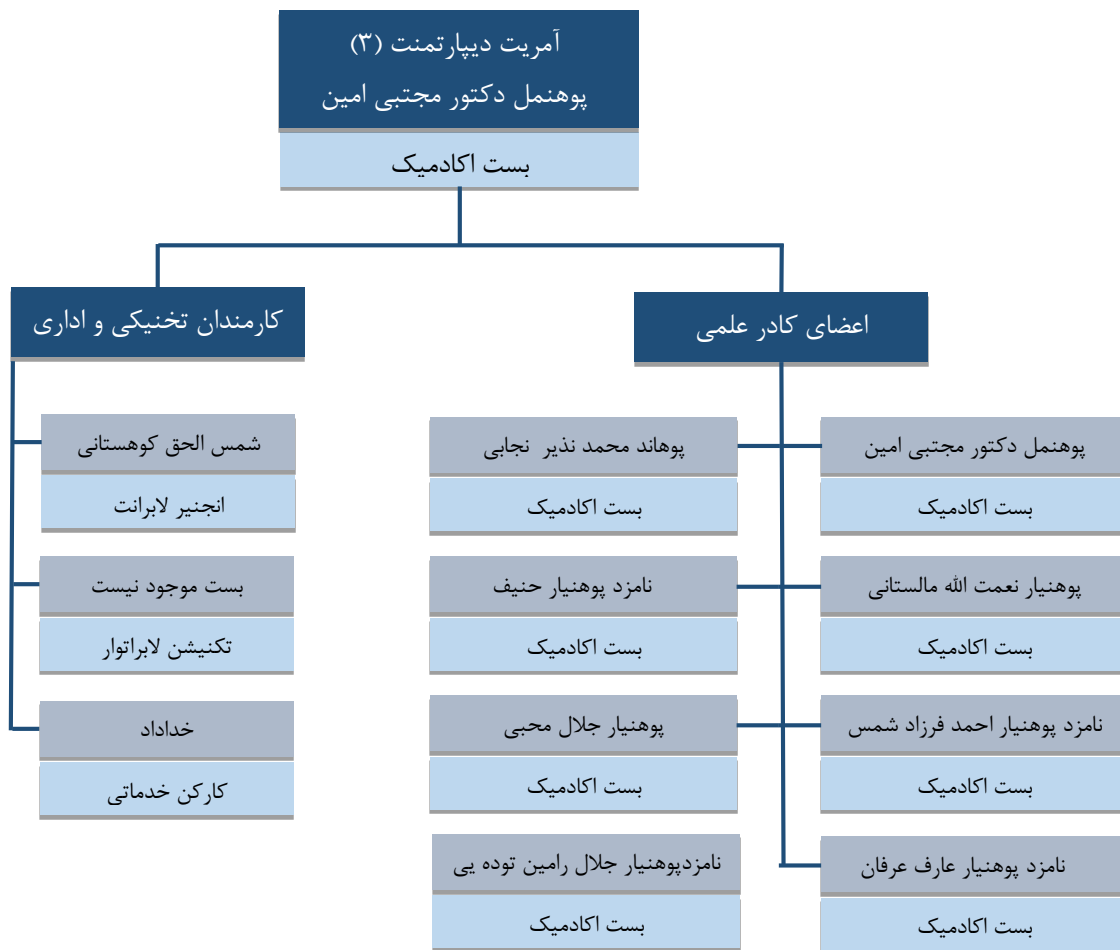 آمریت دیپارتمنت (۳)
پوهنمل دکتور مجتبی امین
بست اکادمیک
اعضای کادر علمی
کارمندان تخنیکی و اداری
پوهنمل دکتور مجتبی امین
بست اکادمیک
پوهاند محمد نذیر نجابی
بست اکادمیک
پوهنیار نعمت الله مالستانی
بست اکادمیک
نامزد پوهنیار حنیف
بست اکادمیک
نامزد پوهنیار احمد فرزاد شمس
بست اکادمیک
پوهنیار جلال محبی
بست اکادمیک
نامزد پوهنیار عارف عرفان
بست اکادمیک
نامزدپوهنیار جلال رامین توده یی
بست اکادمیک
شمس الحق کوهستانی
انجنیر لابرانت
بست موجود نیست
تکنیشن لابراتوار
خداداد
کارکن خدماتی